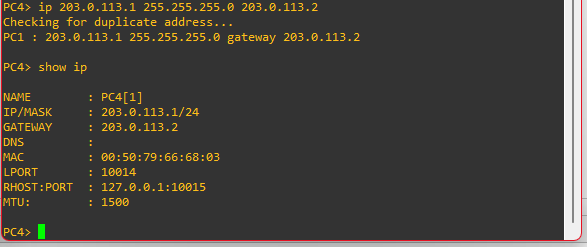 PC4> ip 203.0.113.1 255.255.255.0 203.0.113.2
Checking for duplicate address...
PC1 : 203.0.113.1 255.255.255.0 gateway 203.0.113.2
PC4> show ip
NAME : PC4[1]
IP/MASK : 203.0.113.1/24
GATEWAY : 203.0.113.2
DNS :
MAC : 00:50:79:66:68:03
LPORT : 10014
RHOST:PORT : 127.0.0.1:10015
MTU: : 1500
PC4>